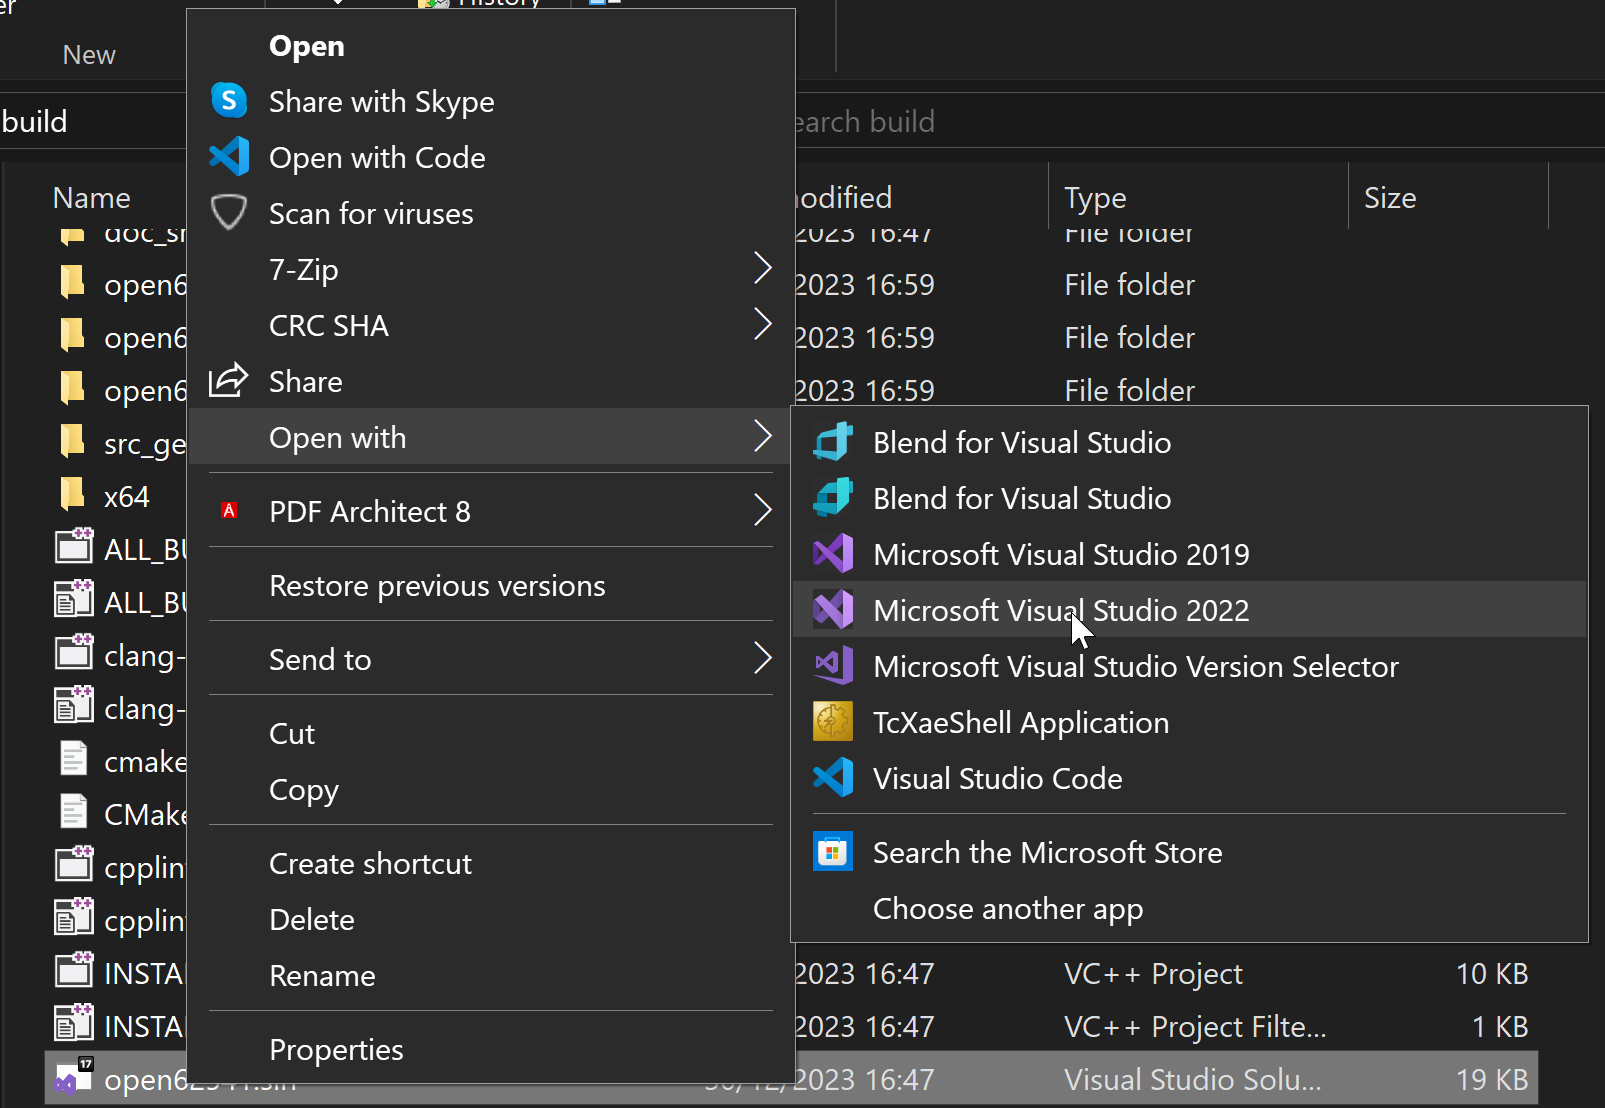 er
History
New
build
earch build
Name
odified
Type
Size
2023 16:47
File folder
open6
2023 16:59
File folder
open6
2023 16:59
File folder
open6
2023 16:59
File folder
src_ge
x64
ALL_BU
ALL_BU
clang-
clang-
cmake
CMake
cpplin
cpplin
INSTA
2023 16:47
VC++ Project
10 KB
INSTA
2023 16:47
VC++ Project Filte...
1 KB
17
2023 16:47
Visual Studio Solu...
19 KB
Open
S
Share with Skype
Open with Code
Scan for viruses
7-Zip
CRC SHA
Share
Open with
A
PDF Architect 8
Restore previous versions
Send to
Cut
Copy
Create shortcut
Delete
Rename
Properties
Blend for Visual Studio
Blend for Visual Studio
Microsoft Visual Studio 2019
Microsoft Visual Studio 2022
Microsoft Visual Studio Version Selector
TcXaeShell Application
Visual Studio Code
Search the Microsoft Store
Choose another app